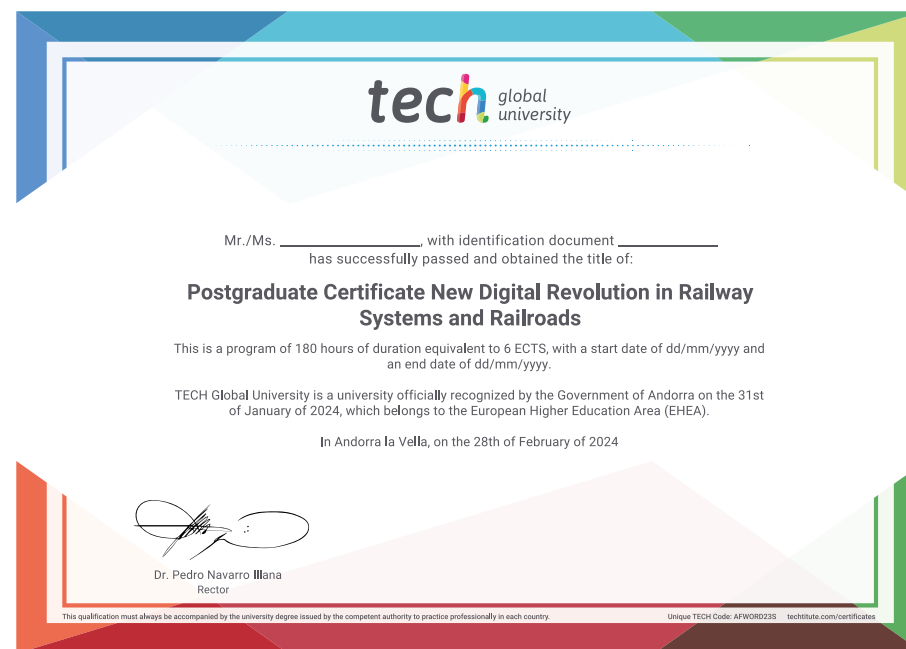 tech global
university
Mr./Ms. ____________________, with identification document ______________
has successfully passed and obtained the title of:
Postgraduate Certificate New Digital Revolution in Railway
Systems and Railroads
This is a program of 180 hours of duration equivalent to 6 ECTS, with a start date of dd/mm/yyyy and
an end date of dd/mm/yyyy.
TECH Global University is a university officially recognized by the Government of Andorra on the 31st
of January of 2024, which belongs to the European Higher Education Area (EHEA).
In Andorra la Vella, on the 28th of February of 2024
Dr. Pedro Navarro Illana
Rector
This qualification must always be accompanied by the university degree issued by the competent authority to practice professionally in each country. Unique TECH Code: AFWORD23S techtitute.com/certificates